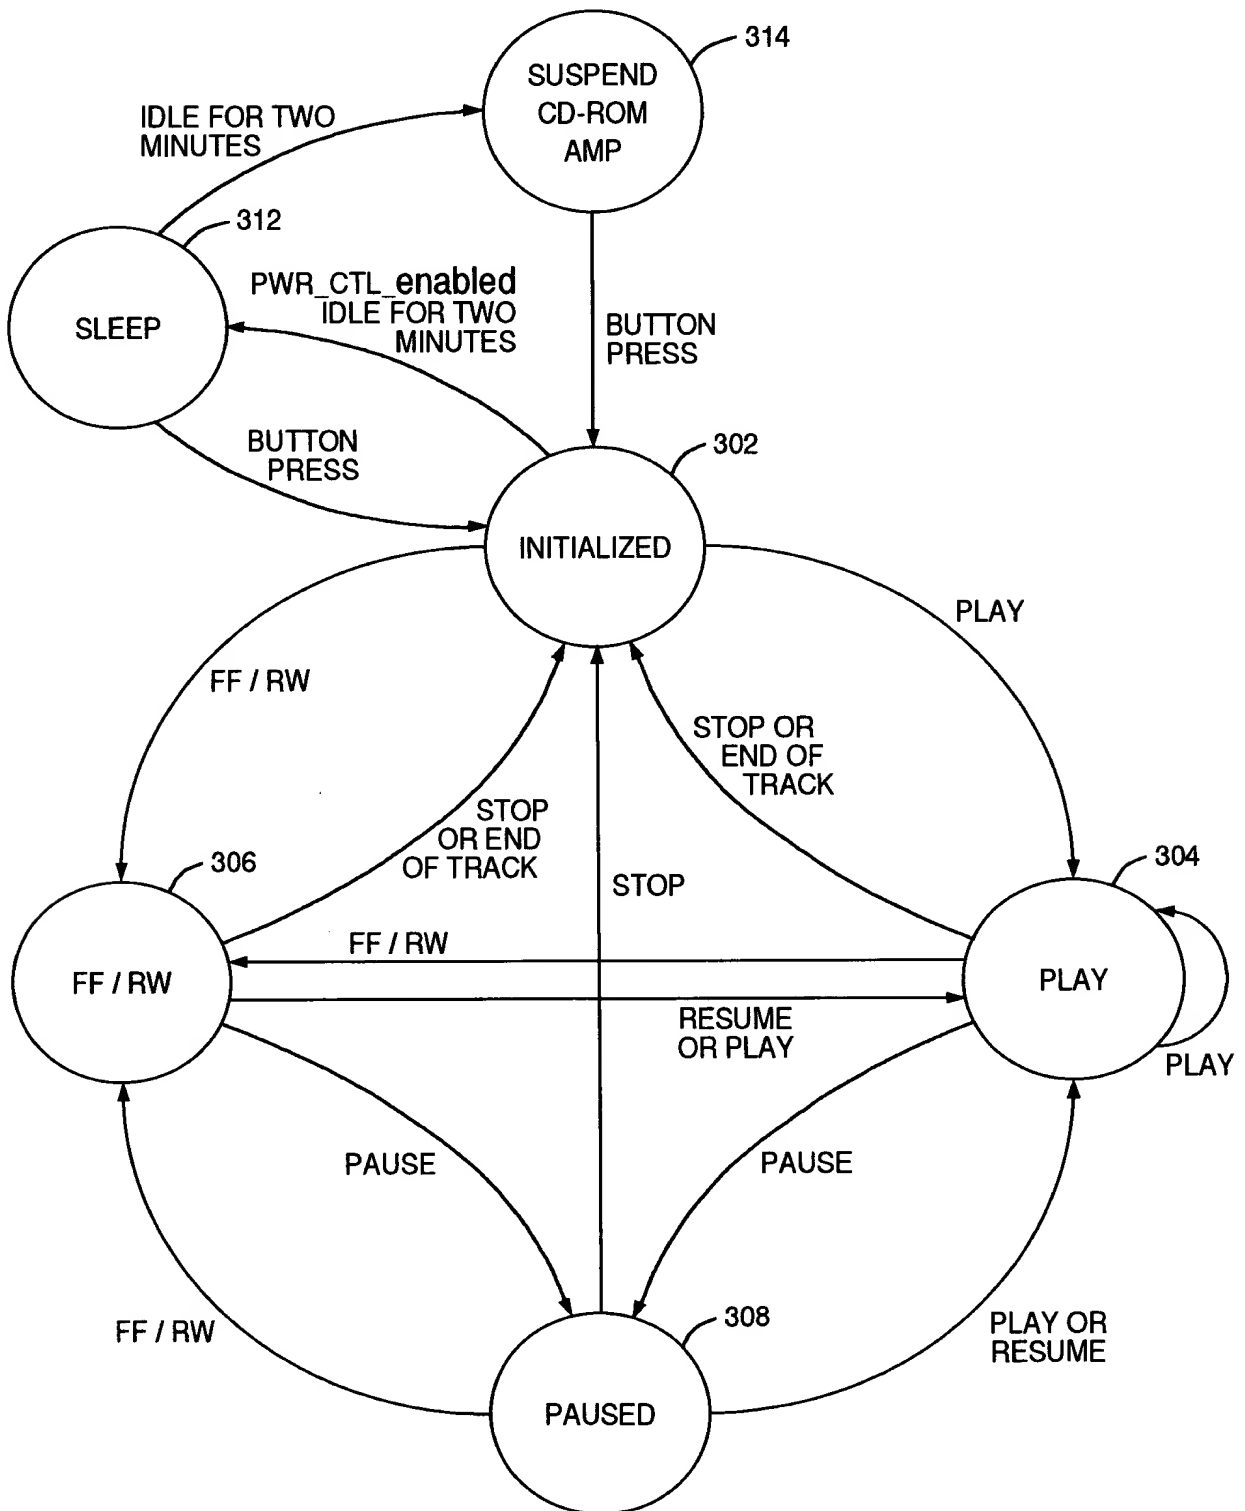 314
SUSPEND
CD-ROM
AMP
IDLE FOR TWO
MINUTES
312
SLEEP
PWR_CTL_enabled
IDLE FOR TWO
MINUTES
BUTTON
PRESS
BUTTON
PRESS
302
INITIALIZED
PLAY
FF / RW
STOP OR
END OF
TRACK
STOP
OR END
OF TRACK
STOP
306
304
FF / RW
FF / RW
PLAY
RESUME
OR PLAY
PLAY
PAUSE
PAUSE
308
FF / RW
PLAY OR
RESUME
PAUSED